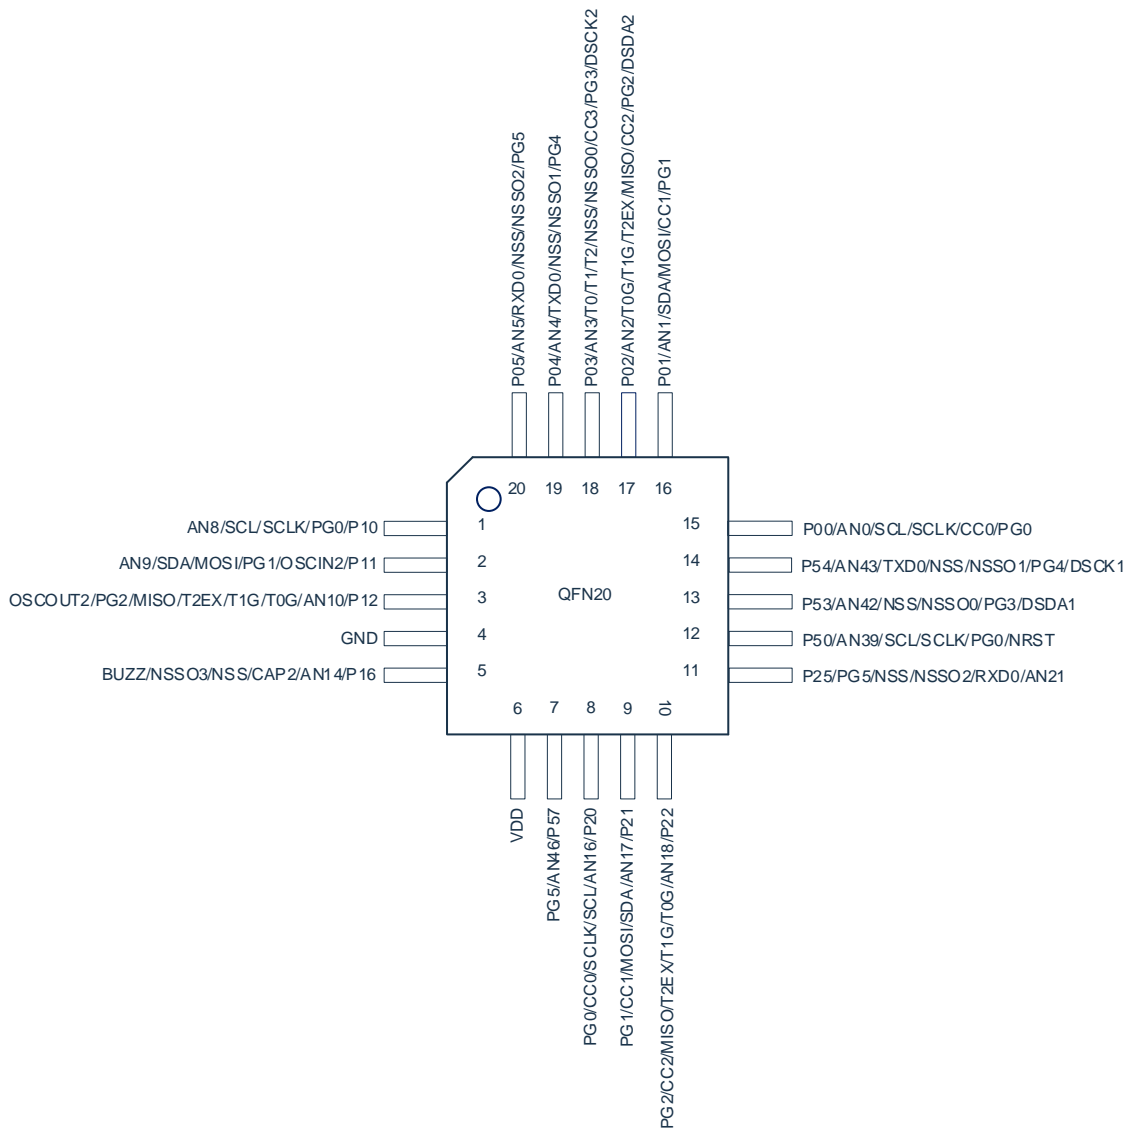 P05/AN5/RXD0/NSS/NSSO2/PG5
P04/AN4/TXD0/NSS/NSSO1/PG4
P03/AN3/T0/T1/T2/NSS/NSSO0/CC3/PG3/DSCK2
P02/AN2/T0G/T1G/T2EX/MISO/CC2/PG2/DSDA2
P01/AN1/SDA/MOSI/CC1/PG1
20 19 18 17 16
AN8/SCL/SCLK/PG0/P10 1
15 P00/AN0/SCL/SCLK/CC0/PG0
AN9/SDA/MOSI/PG1/OSCIN2/P11 2
14 P54/AN43/TXD0/NSS/NSSO1/PG4/DSCK1
OSCOUT2/PG2/MISO/T2EX/T1G/T0G/AN10/P12 3
QFN20
13 P53/AN42/NSS/NSSO0/PG3/DSDA1
GND 4
12 P50/AN39/SCL/SCLK/PG0/NRST
BUZZ/NSSO3/NSS/CAP2/AN14/P16 5
11 P25/PG5/NSS/NSSO2/RXD0/AN21
6 7 8 9 10
VDD
PG5/AN46/P57
PG0/CC0/SCLK/SCL/AN16/P20
PG1/CC1/MOSI/SDA/AN17/P21
PG2/CC2/MISO/T2EX/T1G/T0G/AN18/P22